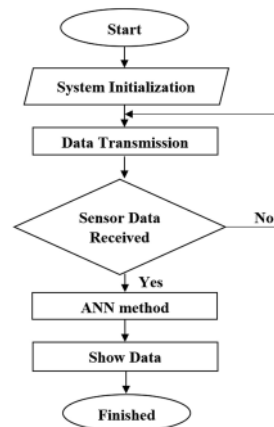 Start
System Initialization
Data Transmission
Sensor Data
Received
No
Yes
ANN method
Show Data
Finished